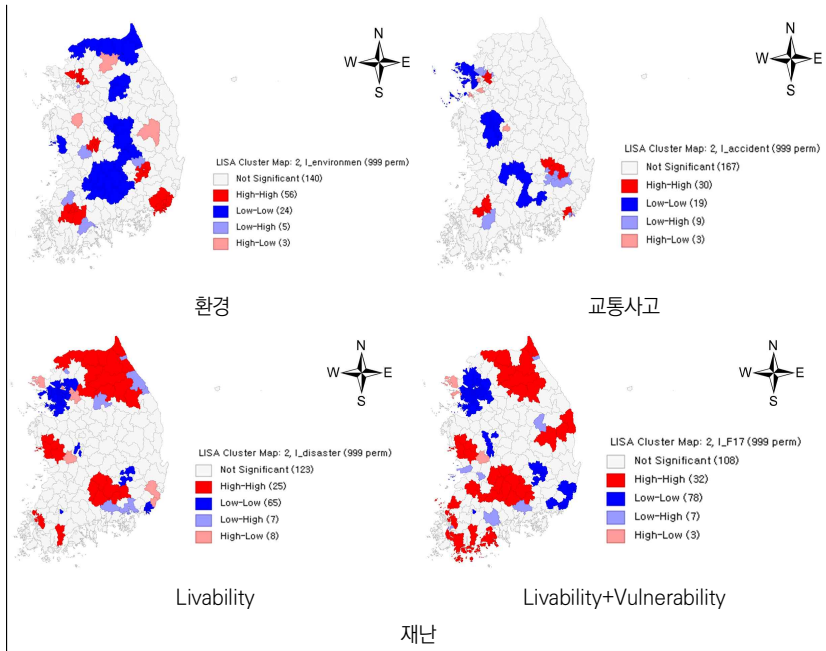 N
W E
S
LISA Cluster Map: 2, I_environmen (999 perm)
Not Significant (140)
High-High (56)
Low-Low (24)
Low-High (5)
High-Low (3)
환경
N
W E
S
LISA Cluster Map: 2, I_accident (999 perm)
Not Significant (167)
High-High (30)
Low-Low (19)
Low-High (9)
High-Low (3)
교통사고
N
W E
S
LISA Cluster Map: 2, I_disaster (999 perm)
Not Significant (123)
High-High (25)
Low-Low (65)
Low-High (7)
High-Low (8)
Livability
N
W E
S
LISA Cluster Map: 2, I_F17 (999 perm)
Not Significant (108)
High-High (32)
Low-Low (78)
Low-High (7)
High-Low (3)
Livability+Vulnerability
재난